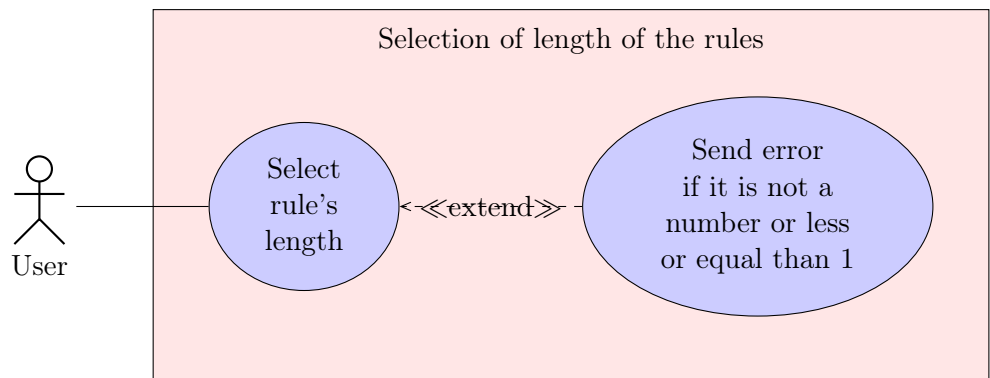 Selection of length of the rules
Select
rule's
length
≪extend≫
Send error
if it is not a
number or less
or equal than 1
User